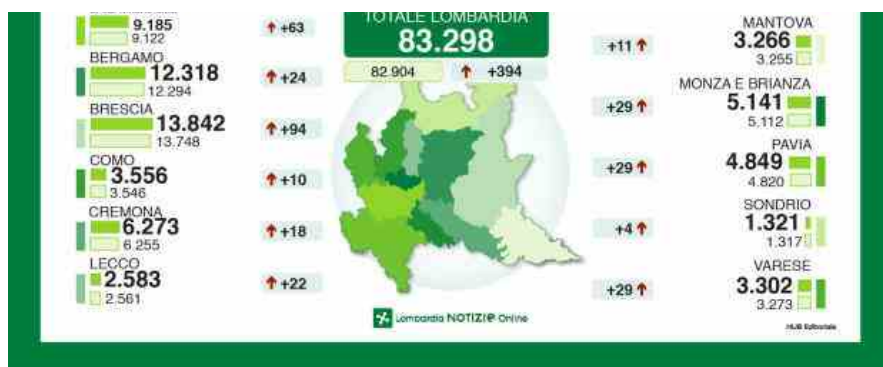 9.185
9.122
+63
BERGAMO
12.318
12.294
+24
BRESCIA
13.842
13.748
+94
COMO
3.556
3.546
+10
CREMONA
6.273
6.255
+18
LECCO
2.583
2.561
+22
TOTALE LOMBARDIA
83.298
82.904
+394
MANTOVA
3.266
3.255
+11
MONZA E BRIANZA
5.141
5.112
+29
PAVIA
4.849
4.820
+29
SONDRIO
1.321
1.317
+4
VARESE
3.302
3.273
+29
Lombardia NOTIZIE Online
HUB Editoriale